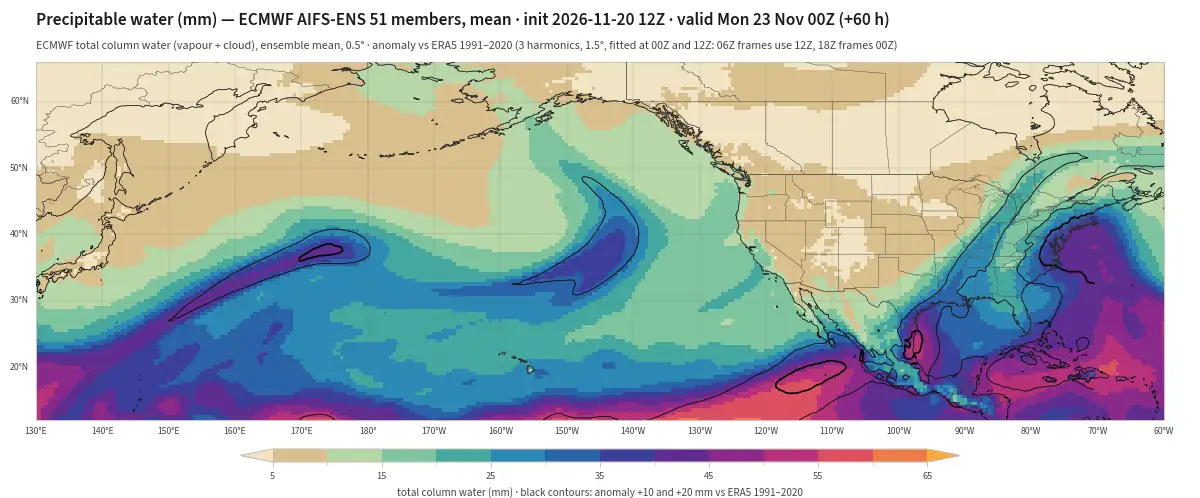 Precipitable water (mm) — ECMWF AIFS-ENS 51 members, mean · init 2026-11-20 12Z · valid Mon 23 Nov 00Z (+60 h)
ECMWF total column water (vapour + cloud), ensemble mean, 0.5° · anomaly vs ERA5 1991–2020 (3 harmonics, 1.5°, fitted at 00Z and 12Z: 06Z frames use 12Z, 18Z frames 00Z)
60°N
50°N
40°N
30°N
20°N
130°E 140°E 150°E 160°E 170°E 180° 170°W 160°W 150°W 140°W 130°W 120°W 110°W 100°W 90°W 80°W 70°W 60°W
5 15 25 35 45 55 65
total column water (mm) · black contours: anomaly +10 and +20 mm vs ERA5 1991–2020